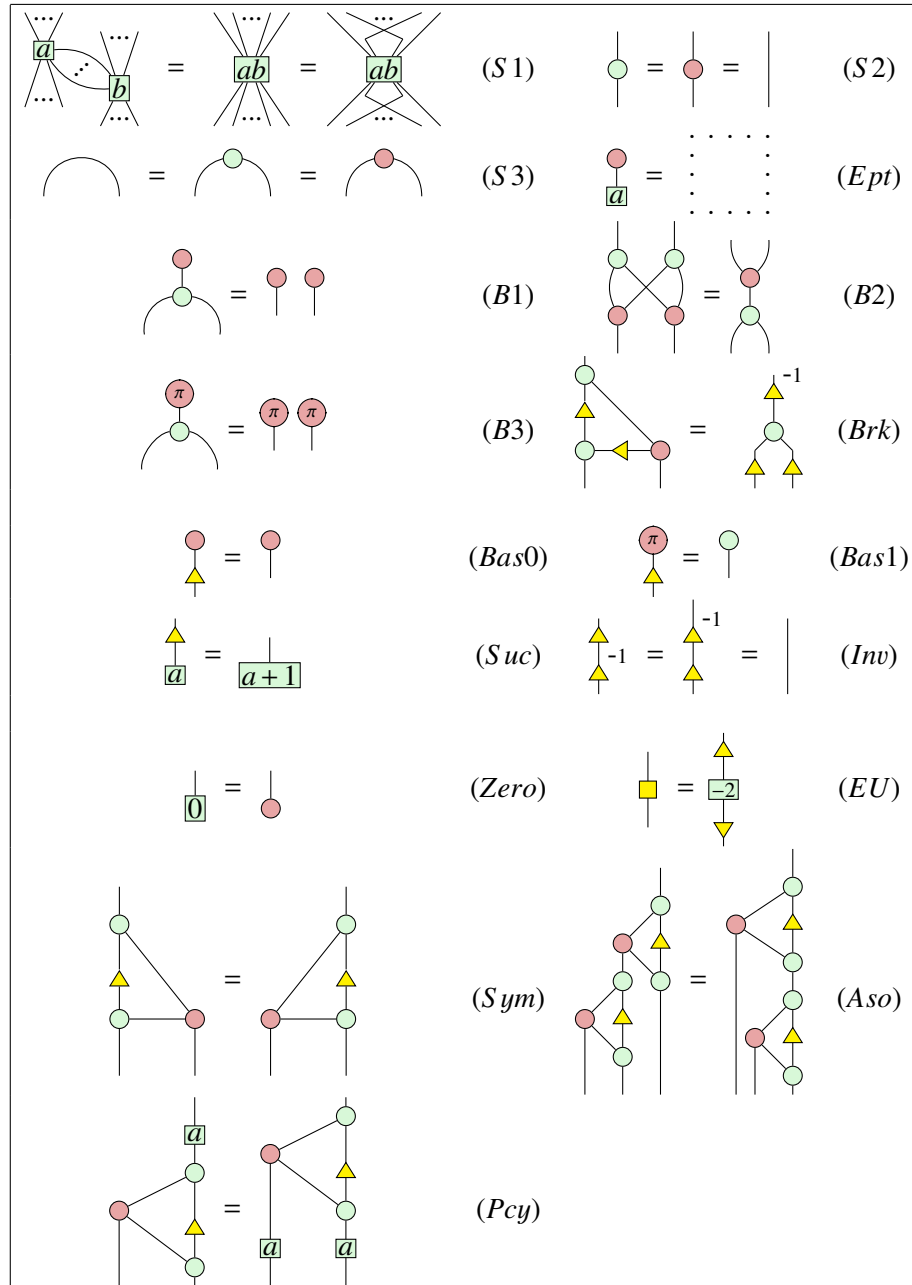 ... ... ... ...
a ... = ab = ab (S1) = = (S2)
b
... ... ... ...
= = (S3) a = (Ept)
= (B1) = (B2)
π = π π (B3) = -1 (Brk)
= (Bas0) π = (Bas1)
a = a + 1 (Suc) -1 = -1 = (Inv)
0 = (Zero) = −2 (EU)
= (Sym) = (Aso)
a = a a (Pcy)